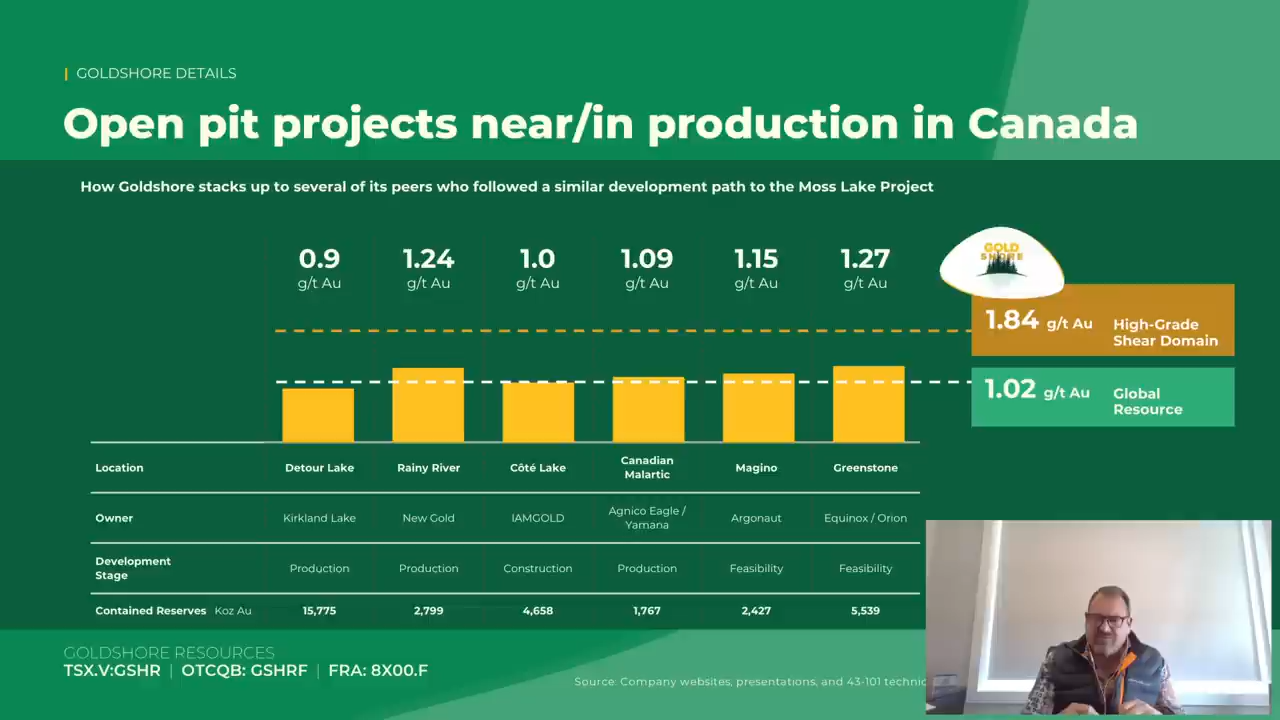 | GOLDSHORE DETAILS
Open pit projects near/in production in Canada
How Goldshore stacks up to several of its peers who followed a similar development path to the Moss Lake Project
0.9 1.24 1.0 1.09 1.15 1.27
g/t Au g/t Au g/t Au g/t Au g/t Au g/t Au
GOLD
SHORE
1.84 g/t Au High-Grade
Shear Domain
1.02 g/t Au Global
Resource
Location Detour Lake Rainy River Côté Lake Canadian
Malartic Magino Greenstone
Owner Kirkland Lake New Gold IAMGOLD Agnico Eagle /
Yamana Argonaut Equinox / Orion
Development
Stage Production Production Construction Production Feasibility Feasibility
Contained Reserves Koz Au 15,775 2,799 4,658 1,767 2,427 5,539
GOLDSHORE RESOURCES
TSX.V:GSHR | OTCQB: GSHRF | FRA: 8X00.F
Source: Company websites, presentations, and 43-101